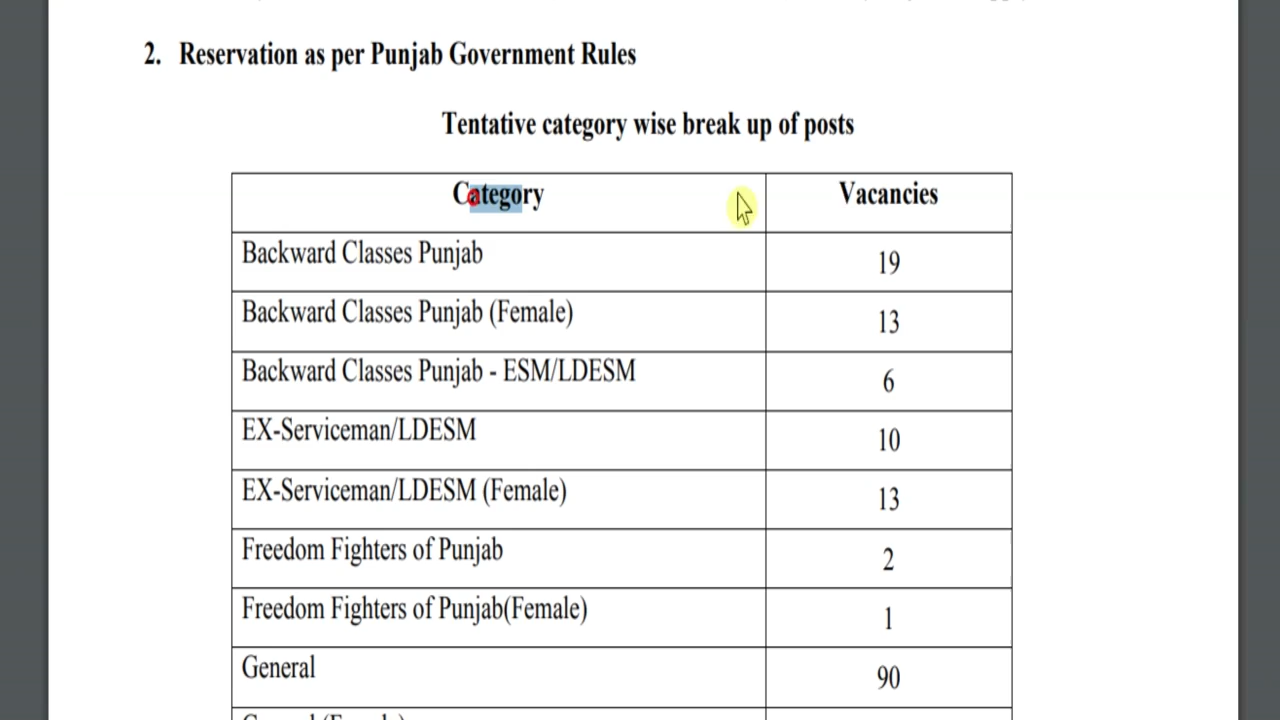 2. Reservation as per Punjab Government Rules
Tentative category wise break up of posts
Category Vacancies
Backward Classes Punjab 19
Backward Classes Punjab (Female) 13
Backward Classes Punjab - ESM/LDESM 6
EX-Serviceman/LDESM 10
EX-Serviceman/LDESM (Female) 13
Freedom Fighters of Punjab 2
Freedom Fighters of Punjab(Female) 1
General 90